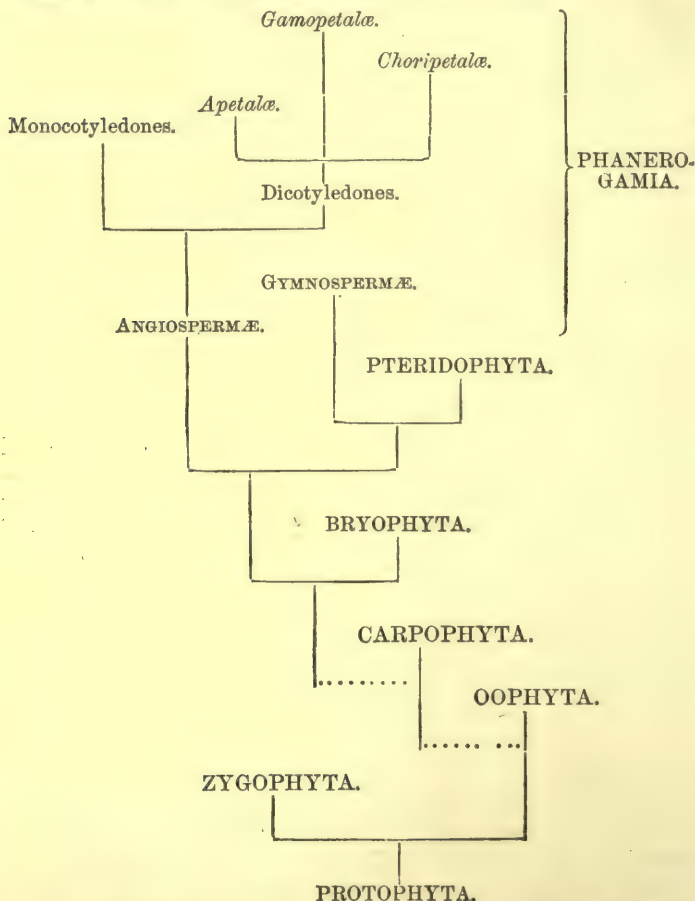 Gamopetalæ.
Choripetalæ.
Apetalæ.
Monocotyledones.
PHANERO-
GAMIA.
Dicotyledones.
GYMNOSPERMÆ.
ANGIOSPERMÆ.
PTERIDOPHYTA.
BRYOPHYTA.
CARPOPHYTA.
OOPHYTA.
ZYGOPHYTA.
PROTOPHYTA.